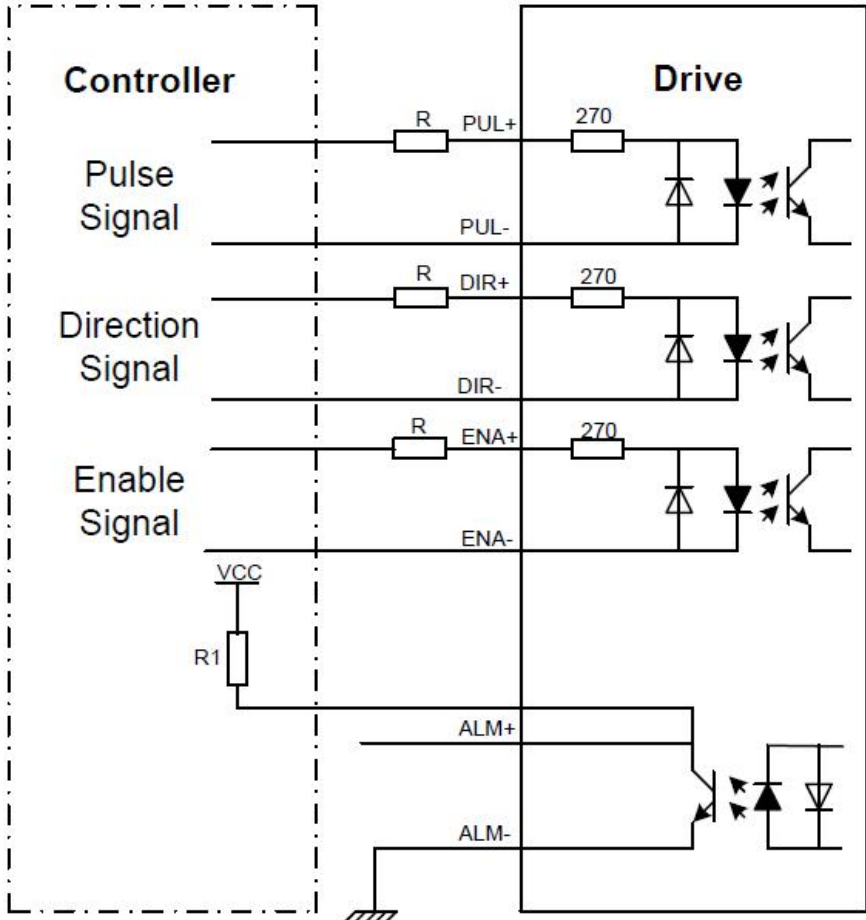 Controller
Drive
R
PUL+
270
Pulse
Signal
PUL-
R
DIR+
270
Direction
Signal
DIR-
R
ENA+
270
Enable
Signal
ENA-
VCC
R1
ALM+
ALM-